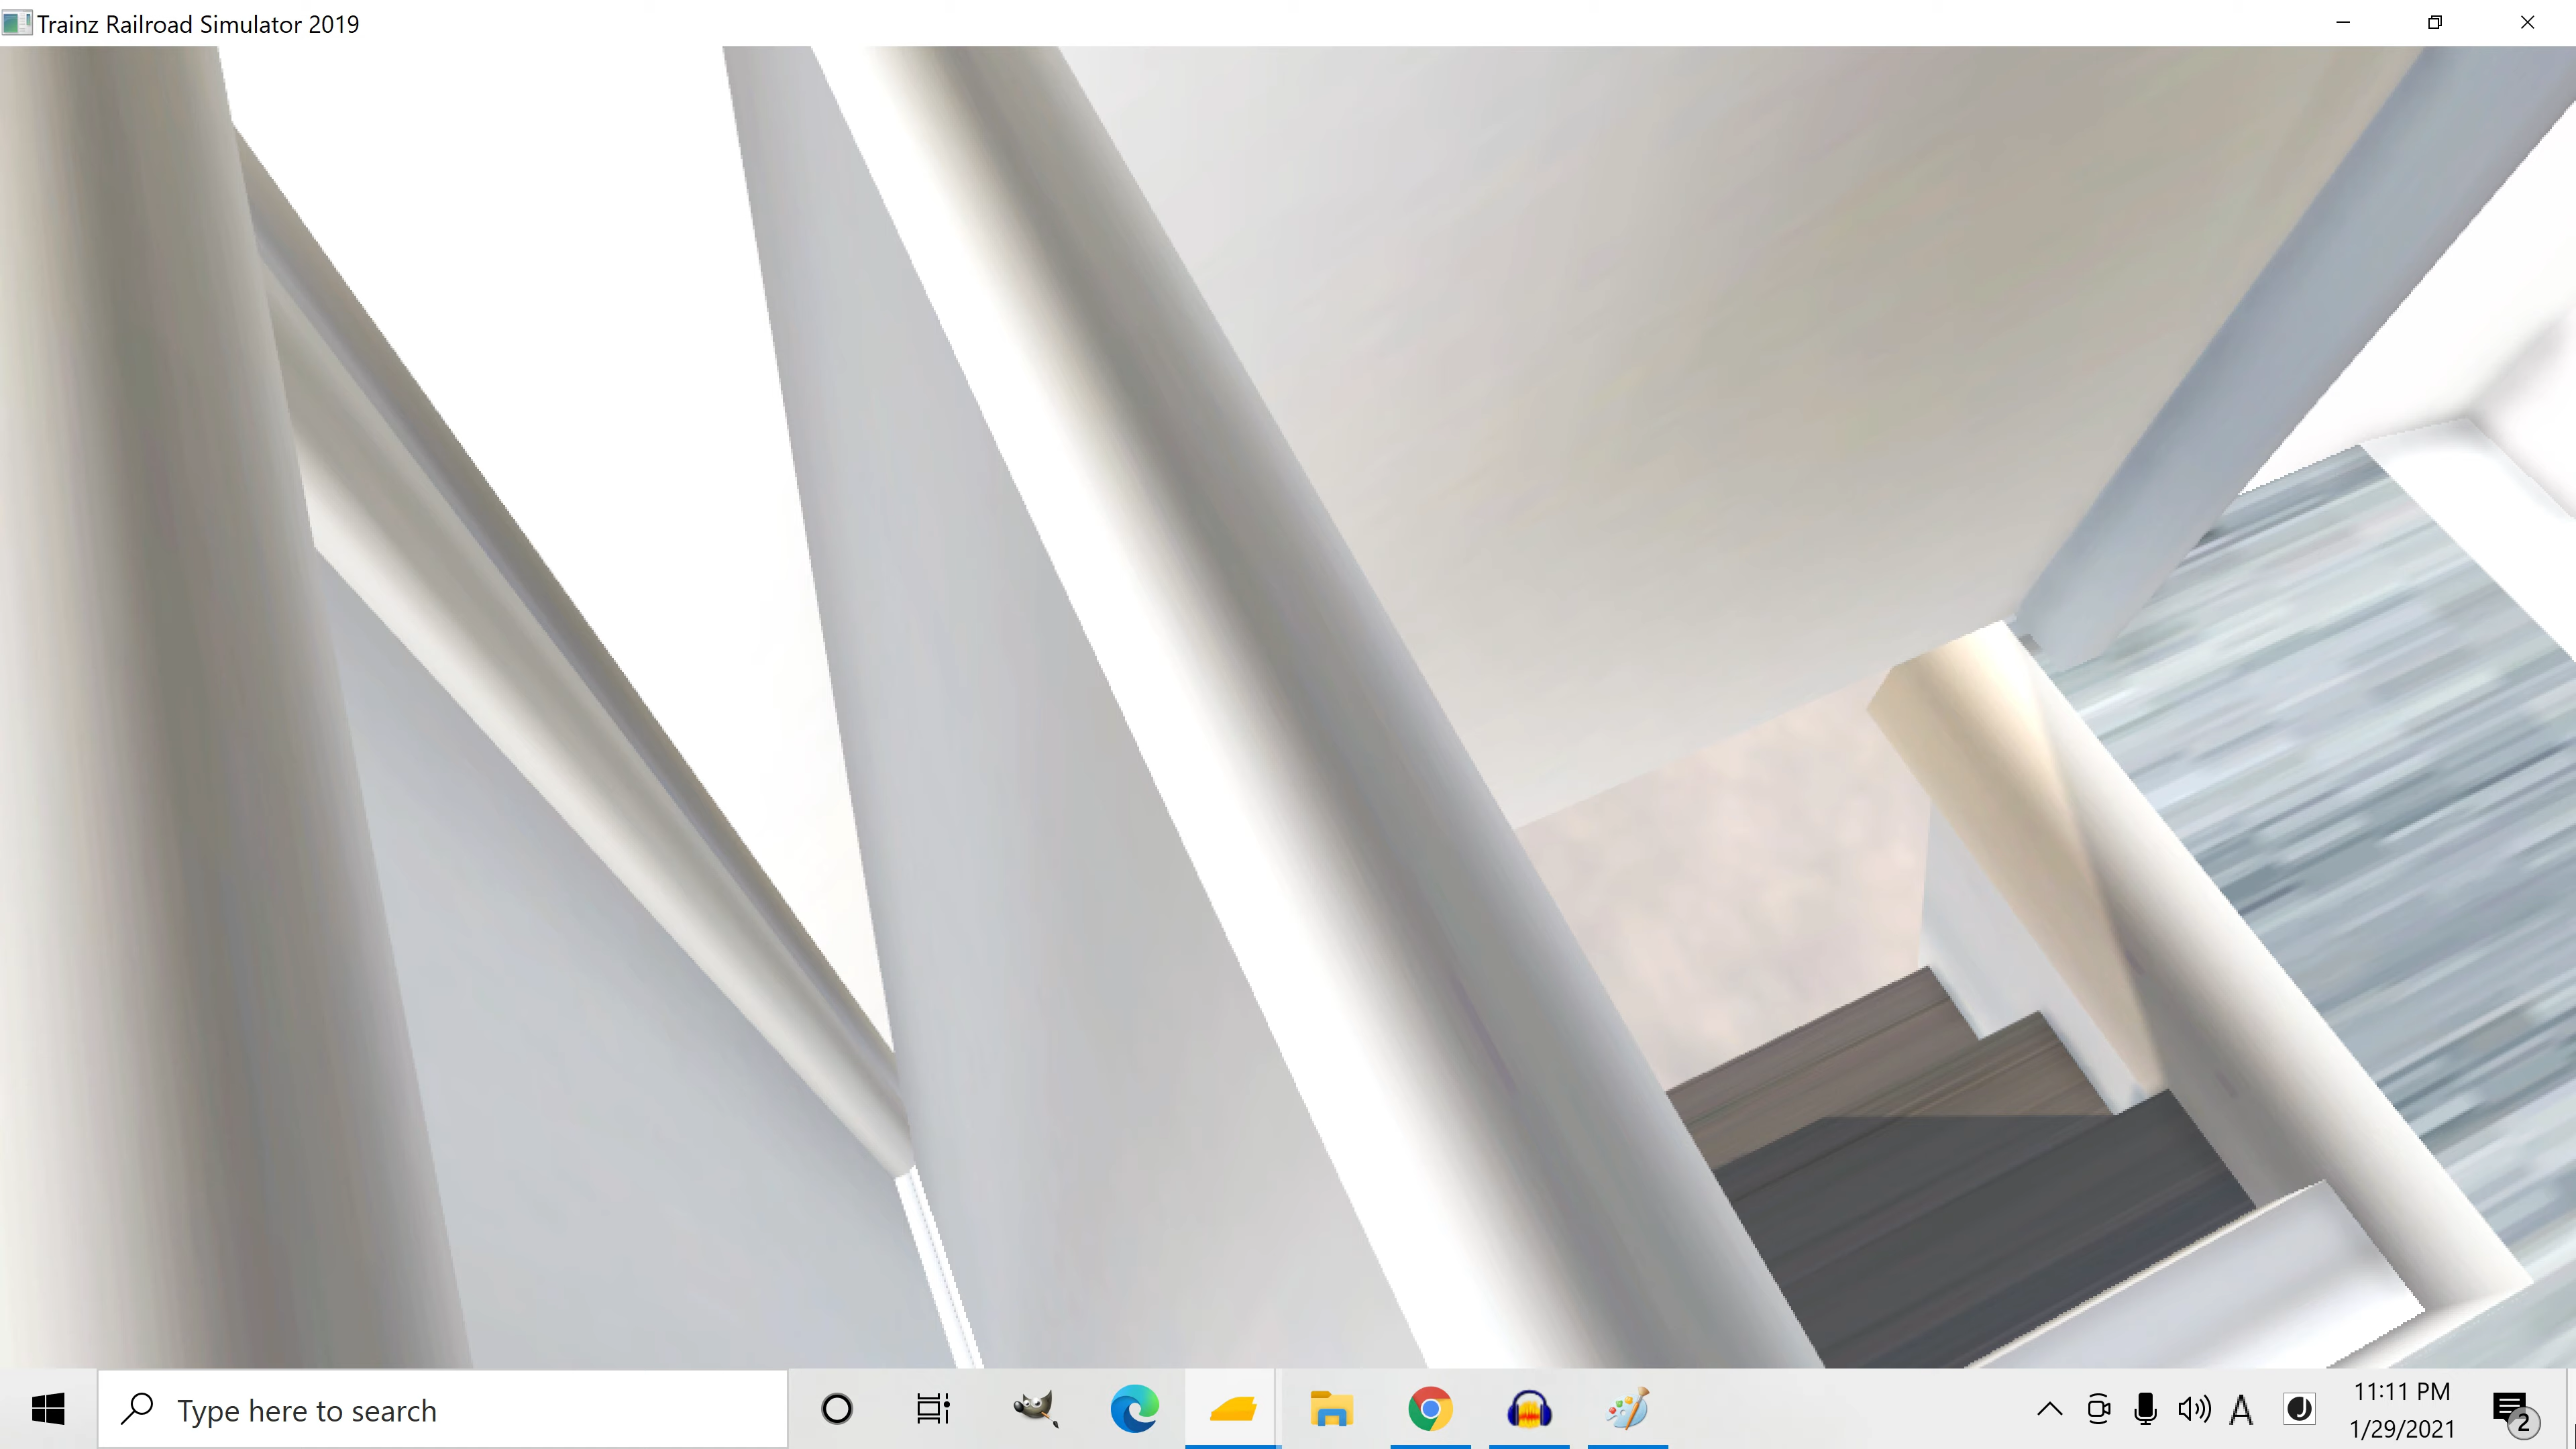 Trainz Railroad Simulator 2019
Type here to search
A
J
11:11 PM
1/29/2021
2